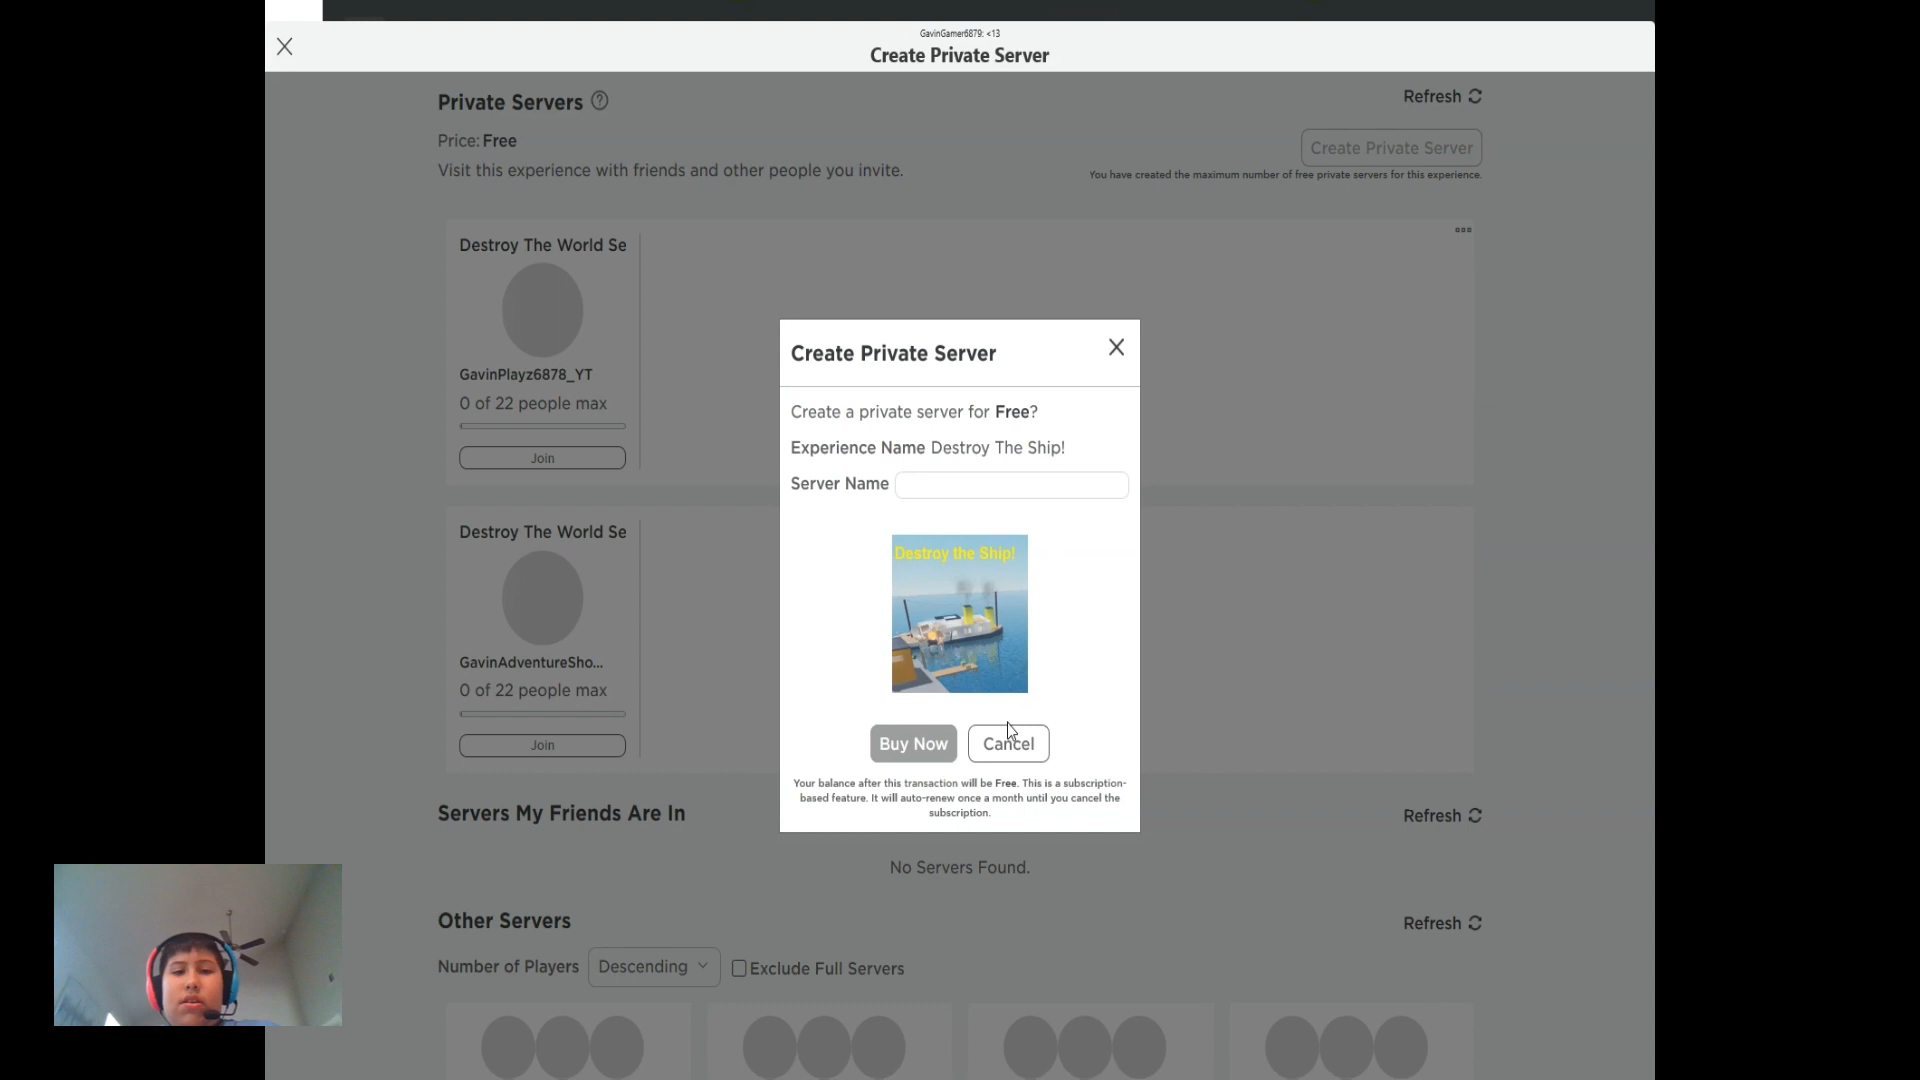 GavinGamer6879: <13
Create Private Server
Private Servers
Refresh
Price: Free
Create Private Server
Visit this experience with friends and other people you invite.
You have created the maximum number of free private servers for this experience.
Destroy The World Se
GavinPlayz6878_YT
0 of 22 people max
Join
Create Private Server
Create a private server for Free?
Experience Name Destroy The Ship!
Server Name
Destroy the Ship!
Buy Now
Cancel
Your balance after this transaction will be Free. This is a subscription-
based feature. It will auto-renew once a month until you cancel the
subscription.
Destroy The World Se
GavinAdventureSho...
0 of 22 people max
Join
Servers My Friends Are In
Refresh
No Servers Found.
Other Servers
Refresh
Number of Players
Descending
Exclude Full Servers